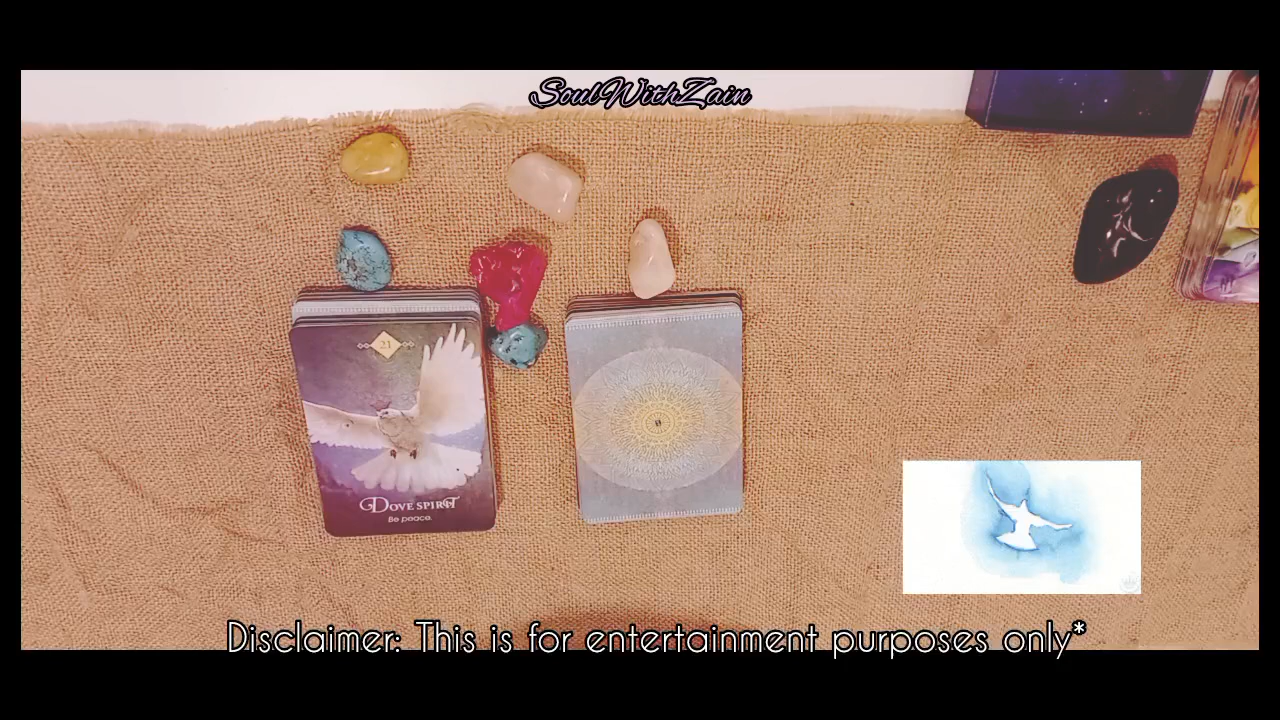 SoulWithZain
21
Dove spirit
Be peace.
Disclaimer: This is for entertainment purposes only*